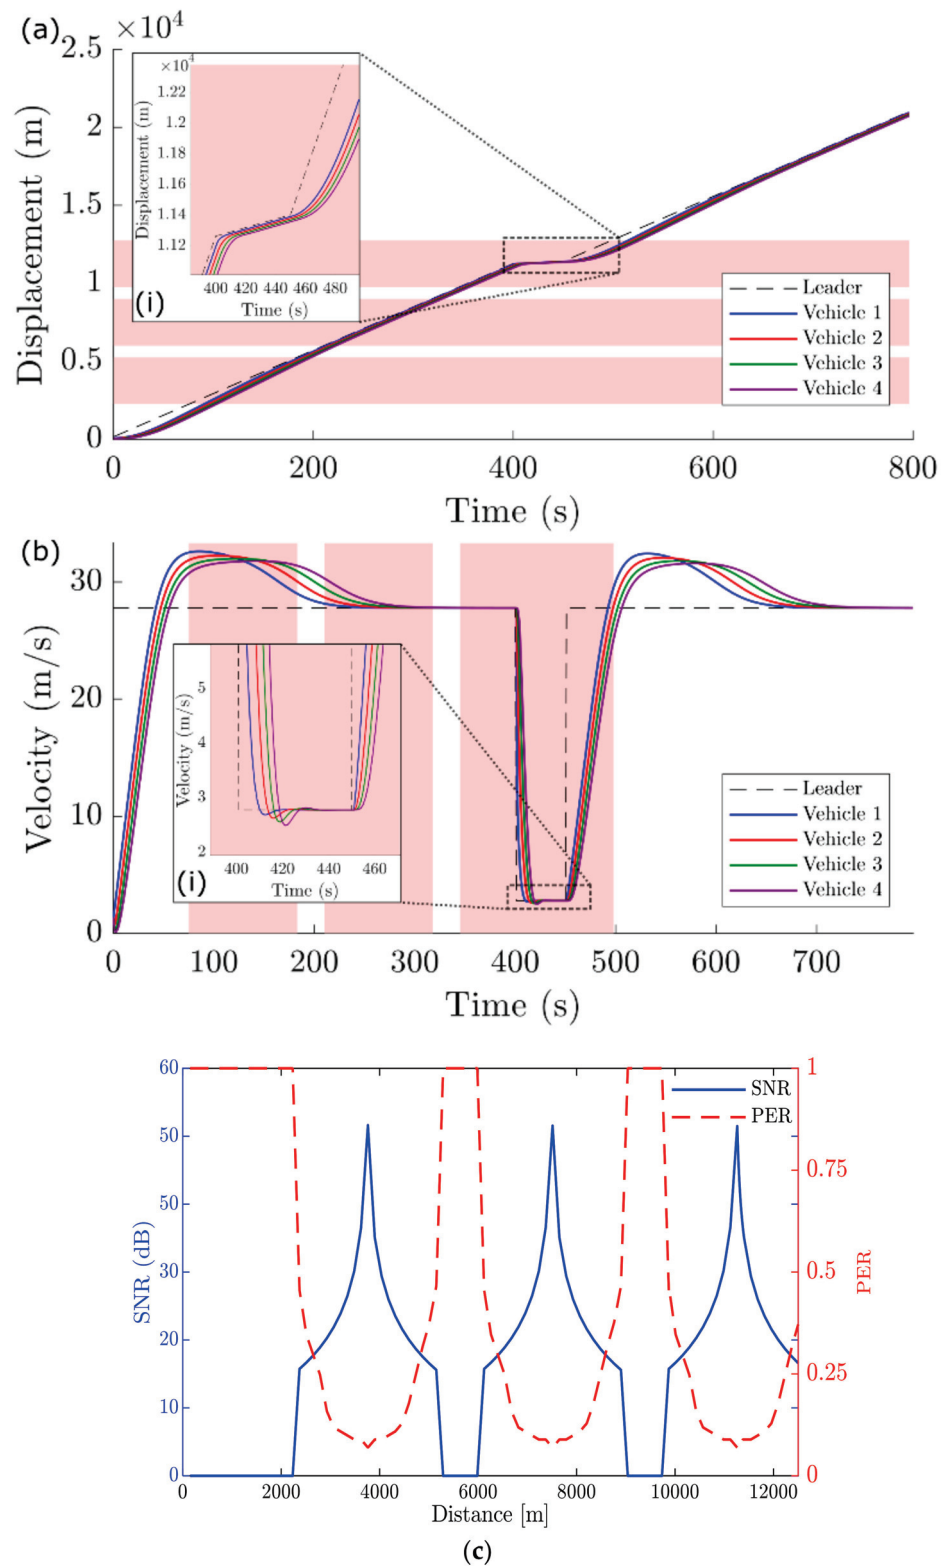 (a)
×10⁴
2.5
2
1.5
1
0.5
0
Displacement (m)
0
200
400
600
800
Time (s)
×10⁴
1.22
1.2
1.18
1.16
1.14
1.12
Displacement (m)
400 420 440 460 480
Time (s)
(i)
Leader
Vehicle 1
Vehicle 2
Vehicle 3
Vehicle 4
(b)
30
20
10
0
Velocity (m/s)
0 100 200 300 400 500 600 700
Time (s)
5
4
3
2
Velocity (m/s)
400 420 440 460
Time (s)
(i)
Leader
Vehicle 1
Vehicle 2
Vehicle 3
Vehicle 4
60
50
50
30
20
10
0
SNR (dB)
1
0.75
0.5
0.25
0
PER
SNR
PER
0 2000 4000 6000 8000 10000 12000
Distance [m]
(c)